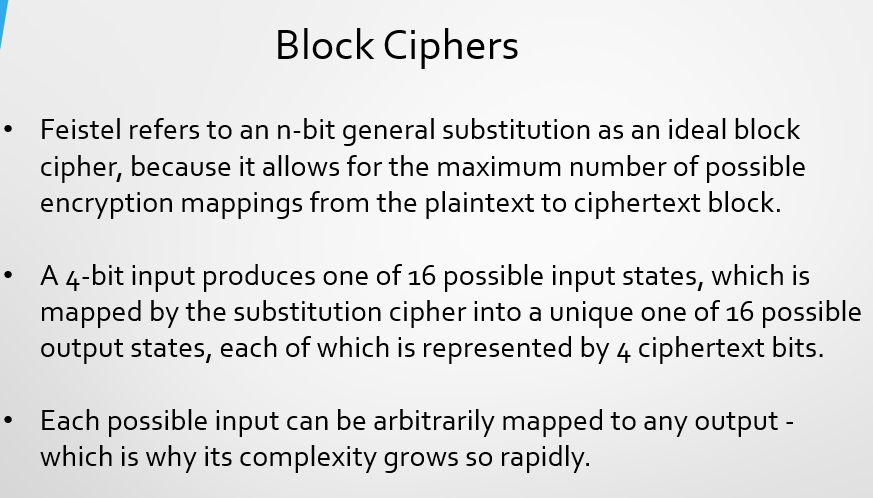 Block Ciphers
• Feistel refers to an n-bit general substitution as an ideal block
cipher, because it allows for the maximum number of possible
encryption mappings from the plaintext to ciphertext block.
• A 4-bit input produces one of 16 possible input states, which is
mapped by the substitution cipher into a unique one of 16 possible
output states, each of which is represented by 4 ciphertext bits.
• Each possible input can be arbitrarily mapped to any output -
which is why its complexity grows so rapidly.